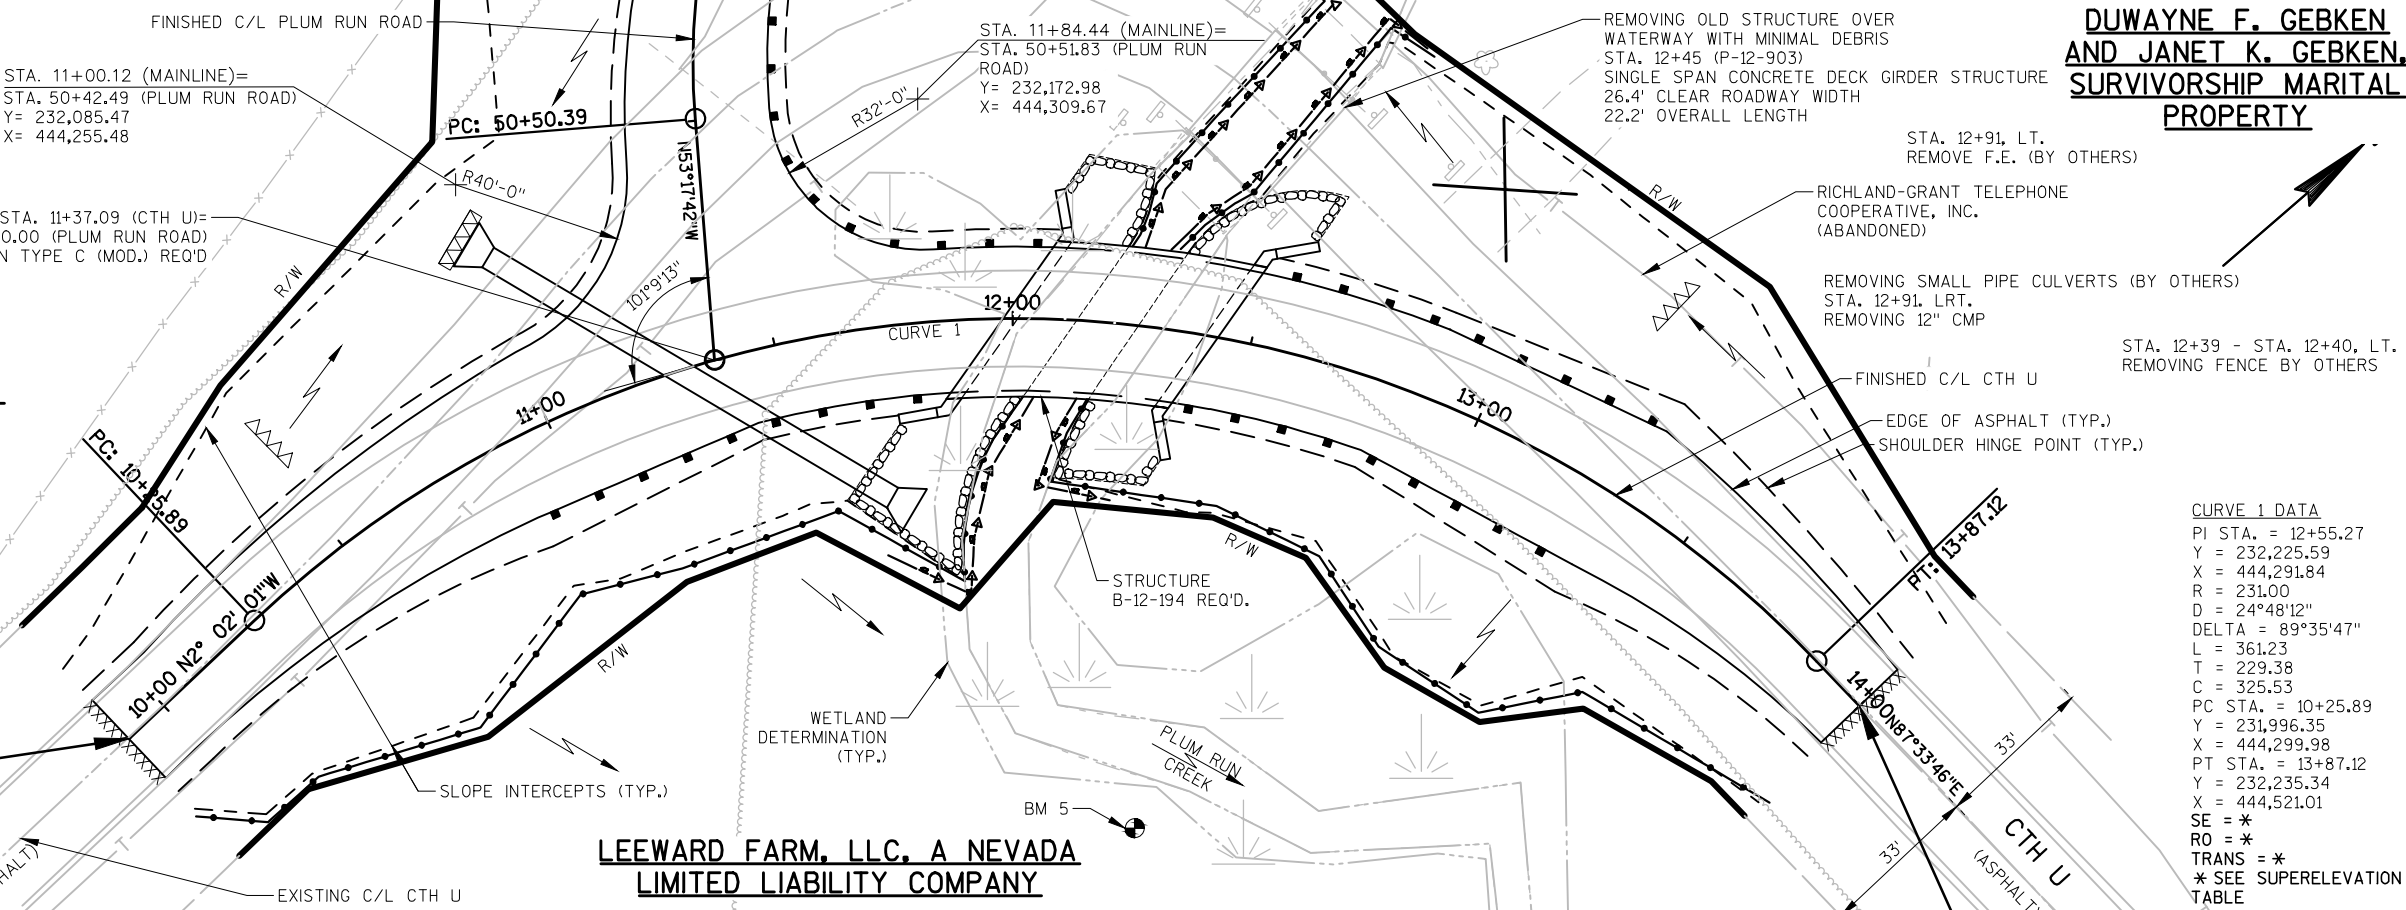 FINISHED C/L PLUM RUN ROAD
STA. 11+00.12 (MAINLINE)=
STA. 50+42.49 (PLUM RUN ROAD)
Y= 232,085.47
X= 444,255.48
PC: 50+50.39
R40'-0"
N53°17'42"W
STA. 11+37.09 (CTH U)=
0.00 (PLUM RUN ROAD)
N TYPE C (MOD.) REQ'D
R/W
101°9'13"
STA. 11+84.44 (MAINLINE)=
STA. 50+51.83 (PLUM RUN
ROAD)
Y= 232,172.98
X= 444,309.67
R32'-0"
REMOVING OLD STRUCTURE OVER
WATERWAY WITH MINIMAL DEBRIS
STA. 12+45 (P-12-903)
SINGLE SPAN CONCRETE DECK GIRDER STRUCTURE
26.4' CLEAR ROADWAY WIDTH
22.2' OVERALL LENGTH
DUWAYNE F. GEBKEN
AND JANET K. GEBKEN,
SURVIVORSHIP MARITAL
PROPERTY
STA. 12+91, LT.
REMOVE F.E. (BY OTHERS)
R/W
RICHLAND-GRANT TELEPHONE
COOPERATIVE, INC.
(ABANDONED)
REMOVING SMALL PIPE CULVERTS (BY OTHERS)
STA. 12+91. LRT.
REMOVING 12" CMP
STA. 12+39 - STA. 12+40, LT.
REMOVING FENCE BY OTHERS
FINISHED C/L CTH U
EDGE OF ASPHALT (TYP.)
SHOULDER HINGE POINT (TYP.)
12+00
CURVE 1
11+00
13+00
PC: 10+25.89
10+00 N2° 02' 01"W
PT: 13+87.12
14+00
N87°33'46"E
R/W
R/W
STRUCTURE
B-12-194 REQ'D.
WETLAND
DETERMINATION
(TYP.)
PLUM RUN
CREEK
BM 5
SLOPE INTERCEPTS (TYP.)
LEEWARD FARM, LLC, A NEVADA
LIMITED LIABILITY COMPANY
EXISTING C/L CTH U
HALT)
33'
33'
CTH U
(ASPHALT)
CURVE 1 DATA
PI STA. = 12+55.27
Y = 232,225.59
X = 444,291.84
R = 231.00
D = 24°48'12"
DELTA = 89°35'47"
L = 361.23
T = 229.38
C = 325.53
PC STA. = 10+25.89
Y = 231,996.35
X = 444,299.98
PT STA. = 13+87.12
Y = 232,235.34
X = 444,521.01
SE = *
RO = *
TRANS = *
* SEE SUPERELEVATION
TABLE